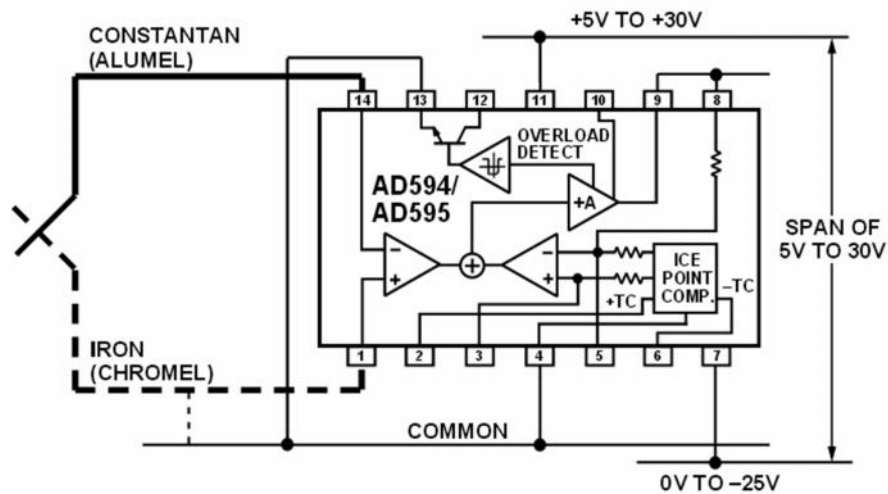 +5V TO +30V
CONSTANTAN
(ALUMEL)
14
13
12
11
10
9
8
OVERLOAD
DETECT
AD594/
AD595
+A
SPAN OF
5V TO 30V
–
+
+
–
+
ICE
POINT
COMP.
+TC
–TC
IRON
(CHROMEL)
1
2
3
4
5
6
7
COMMON
0V TO –25V